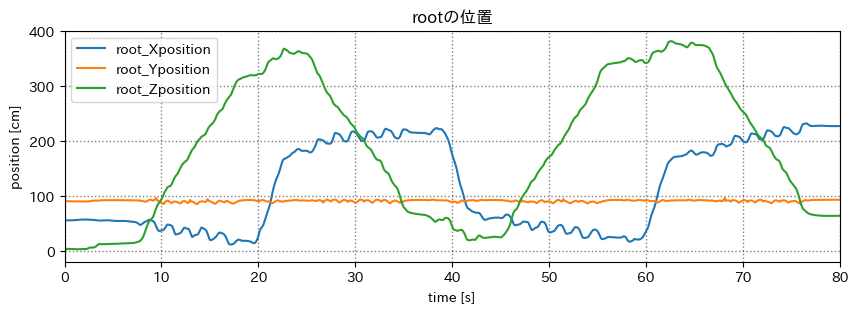 rootの位置
root_Xposition
root_Yposition
root_Zposition
position [cm]
400
300
200
100
0
0 10 20 30 40 50 60 70 80
time [s]